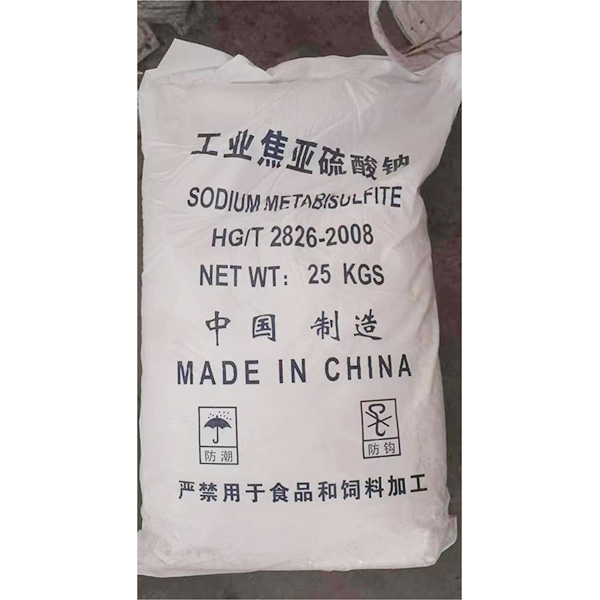 工业焦亚硫酸钠
SODIUM METABISULFITE
HG/T 2826-2008
NET WT: 25 KGS
中国 制造
MADE IN CHINA
防潮 防钩
严禁用于食品和饲料加工